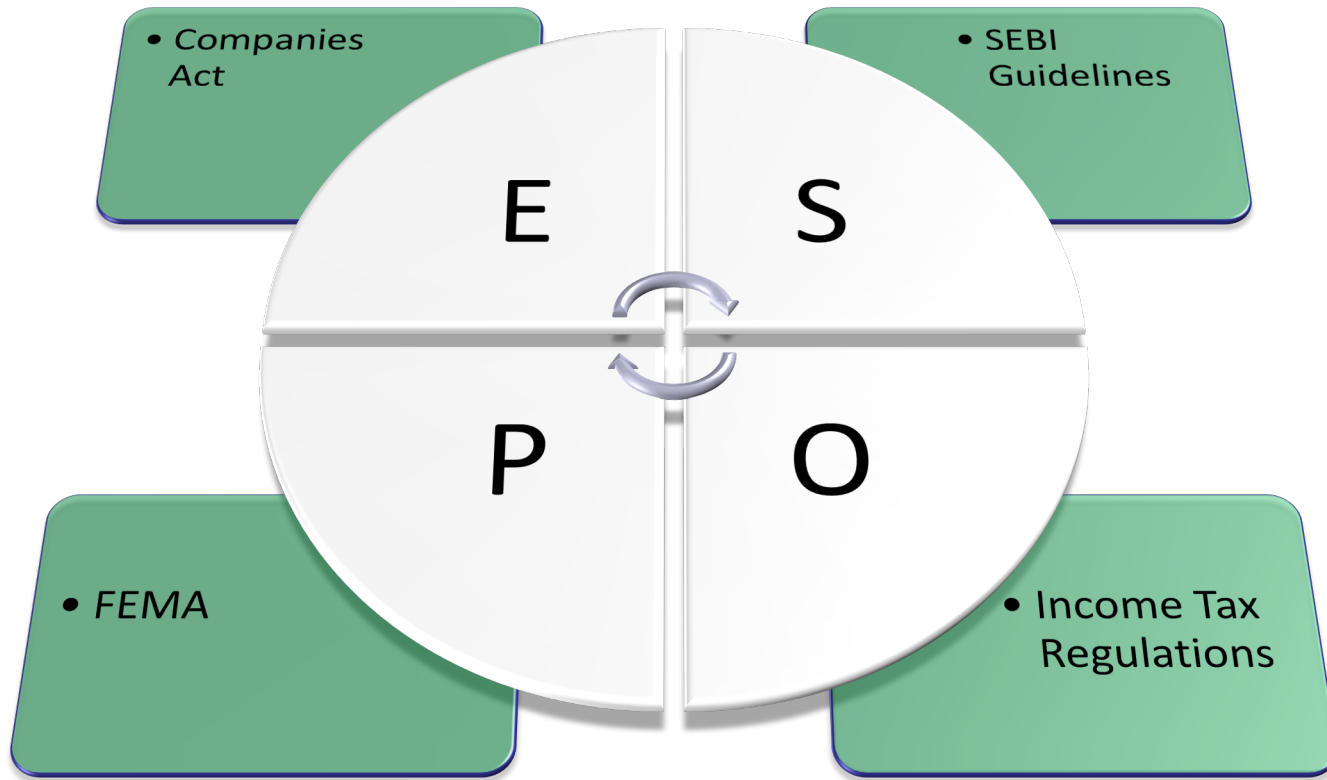 • Companies
Act
• SEBI
Guidelines
E
S
P
O
• FEMA
• Income Tax
Regulations